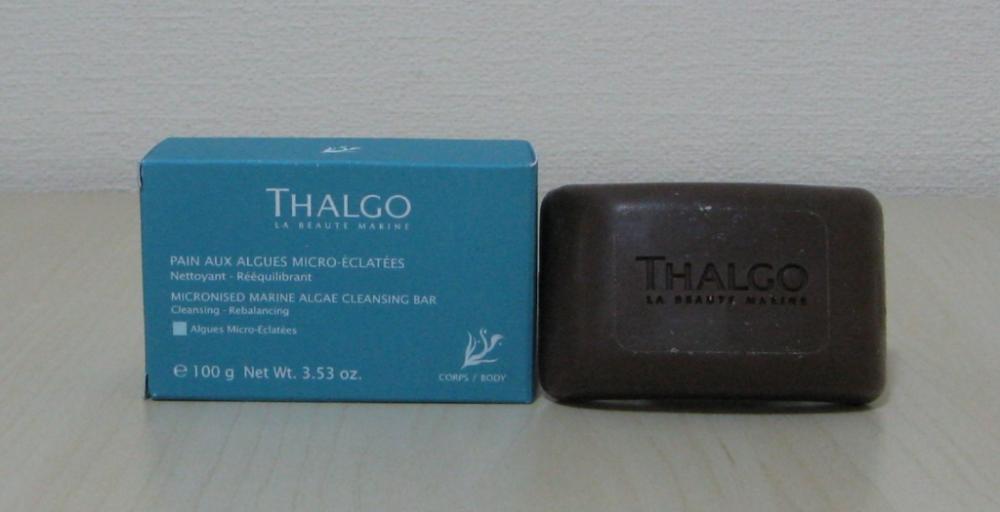 THALGO
LA BEAUTE MARINE
PAIN AUX ALGUES MICRO-ÉCLATÉES
Nettoyant - Rééquilibrant
MICRONISED MARINE ALGAE CLEANSING BAR
Cleansing - Rebalancing
Algues Micro-Éclatées
℮ 100 g Net Wt. 3.53 oz.
CORPS / BODY
THALGO
LA BEAUTE MARINE